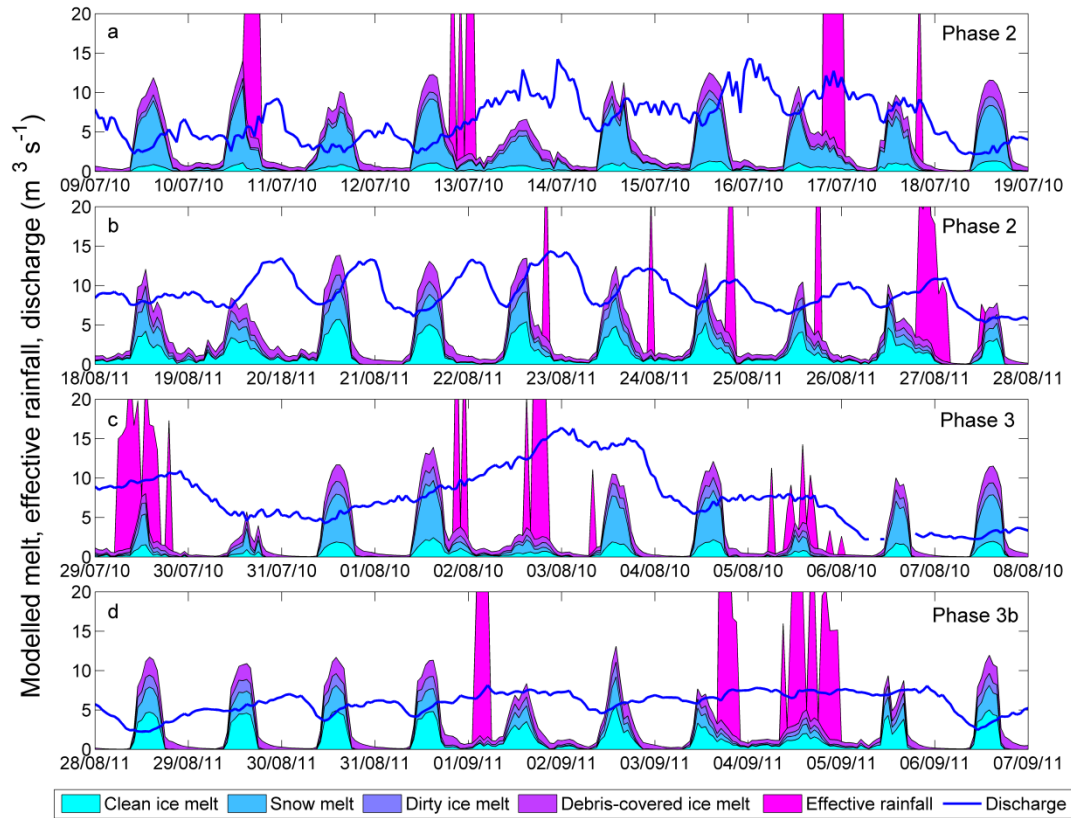 Modelled melt, effective rainfall, discharge (m³ s⁻¹)
a
Phase 2
20
15
10
5
0
09/07/10 10/07/10 11/07/10 12/07/10 13/07/10 14/07/10 15/07/10 16/07/10 17/07/10 18/07/10 19/07/10
b
Phase 2
20
15
10
5
0
18/08/11 19/08/11 20/18/11 21/08/11 22/08/11 23/08/11 24/08/11 25/08/11 26/08/11 27/08/11 28/08/11
c
Phase 3
20
15
10
5
0
29/07/10 30/07/10 31/07/10 01/08/10 02/08/10 03/08/10 04/08/10 05/08/10 06/08/10 07/08/10 08/08/10
d
Phase 3b
20
15
10
5
0
28/08/11 29/08/11 30/08/11 31/08/11 01/09/11 02/09/11 03/09/11 04/09/11 05/09/11 06/09/11 07/09/11
Clean ice melt Snow melt Dirty ice melt Debris-covered ice melt Effective rainfall Discharge